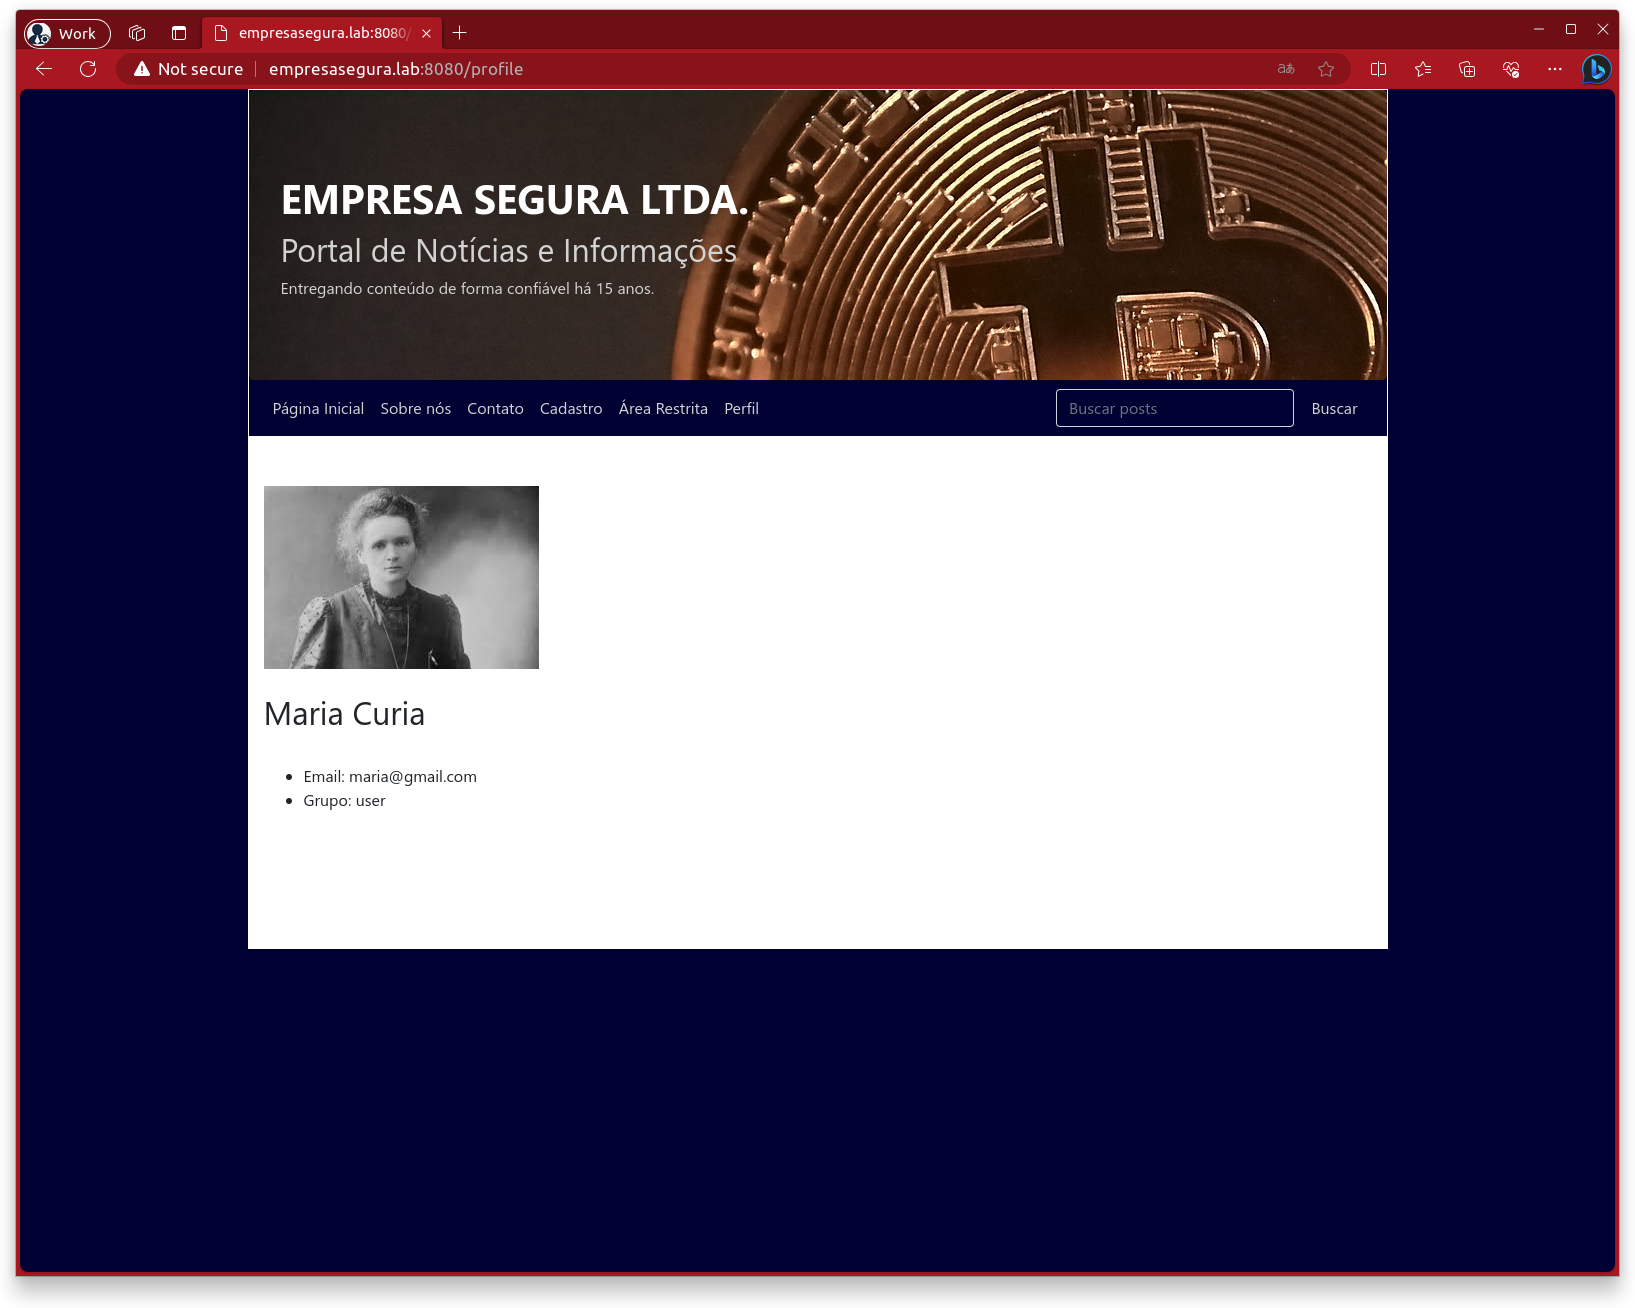 Work
empresasegura.lab:8080/
Not secure
empresasegura.lab:8080/profile
EMPRESA SEGURA LTDA.
Portal de Notícias e Informações
Entregando conteúdo de forma confiável há 15 anos.
Página Inicial Sobre nós Contato Cadastro Área Restrita Perfil Buscar posts Buscar
Maria Curia
Email: maria@gmail.com
Grupo: user